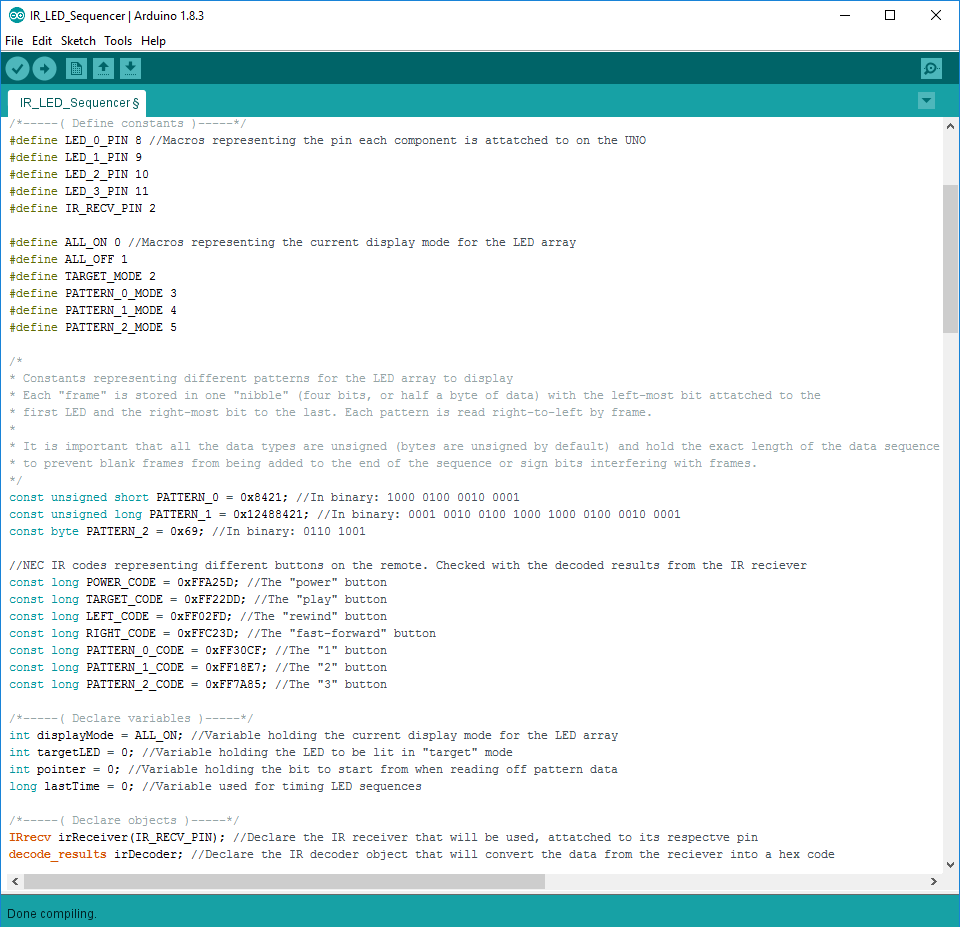 IR_LED_Sequencer | Arduino 1.8.3
File Edit Sketch Tools Help
IR_LED_Sequencer §
/*-----( Define constants )-----*/
#define LED_0_PIN 8 //Macros representing the pin each component is attatched to on the UNO
#define LED_1_PIN 9
#define LED_2_PIN 10
#define LED_3_PIN 11
#define IR_RECV_PIN 2
#define ALL_ON 0 //Macros representing the current display mode for the LED array
#define ALL_OFF 1
#define TARGET_MODE 2
#define PATTERN_0_MODE 3
#define PATTERN_1_MODE 4
#define PATTERN_2_MODE 5
/*
* Constants representing different patterns for the LED array to display
* Each "frame" is stored in one "nibble" (four bits, or half a byte of data) with the left-most bit attatched to the
* first LED and the right-most bit to the last. Each pattern is read right-to-left by frame.
*
* It is important that all the data types are unsigned (bytes are unsigned by default) and hold the exact length of the data sequence
* to prevent blank frames from being added to the end of the sequence or sign bits interfering with frames.
*/
const unsigned short PATTERN_0 = 0x8421; //In binary: 1000 0100 0010 0001
const unsigned long PATTERN_1 = 0x12488421; //In binary: 0001 0010 0100 1000 1000 0100 0010 0001
const byte PATTERN_2 = 0x69; //In binary: 0110 1001
//NEC IR codes representing different buttons on the remote. Checked with the decoded results from the IR reciever
const long POWER_CODE = 0xFFA25D; //The "power" button
const long TARGET_CODE = 0xFF22DD; //The "play" button
const long LEFT_CODE = 0xFF02FD; //The "rewind" button
const long RIGHT_CODE = 0xFFC23D; //The "fast-forward" button
const long PATTERN_0_CODE = 0xFF30CF; //The "1" button
const long PATTERN_1_CODE = 0xFF18E7; //The "2" button
const long PATTERN_2_CODE = 0xFF7A85; //The "3" button
/*-----( Declare variables )-----*/
int displayMode = ALL_ON; //Variable holding the current display mode for the LED array
int targetLED = 0; //Variable holding the LED to be lit in "target" mode
int pointer = 0; //Variable holding the bit to start from when reading off pattern data
long lastTime = 0; //Variable used for timing LED sequences
/*-----( Declare objects )-----*/
IRrecv irReceiver(IR_RECV_PIN); //Declare the IR receiver that will be used, attatched to its respectve pin
decode_results irDecoder; //Declare the IR decoder object that will convert the data from the reciever into a hex code
Done compiling.